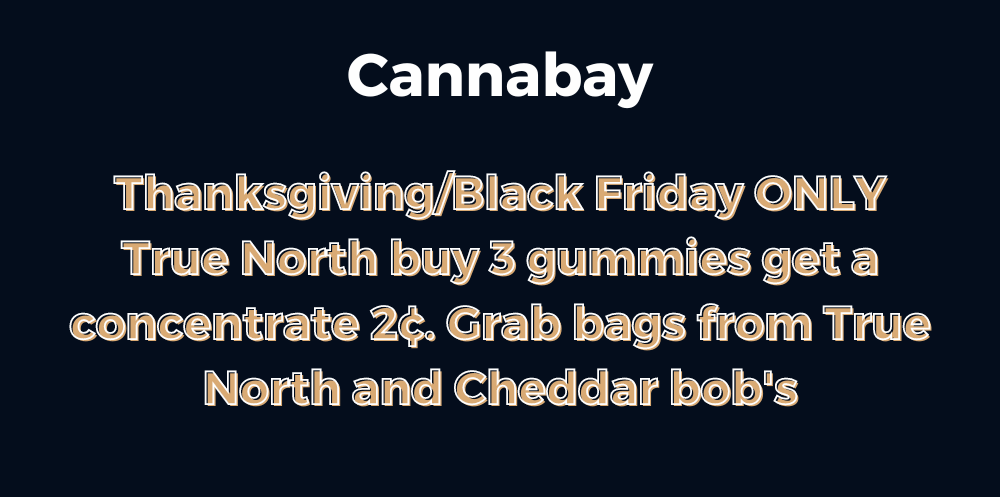 Cannabay
Thanksgiving/Black Friday ONLY
True North buy 3 gummies get a
concentrate 2¢. Grab bags from True
North and Cheddar bob's